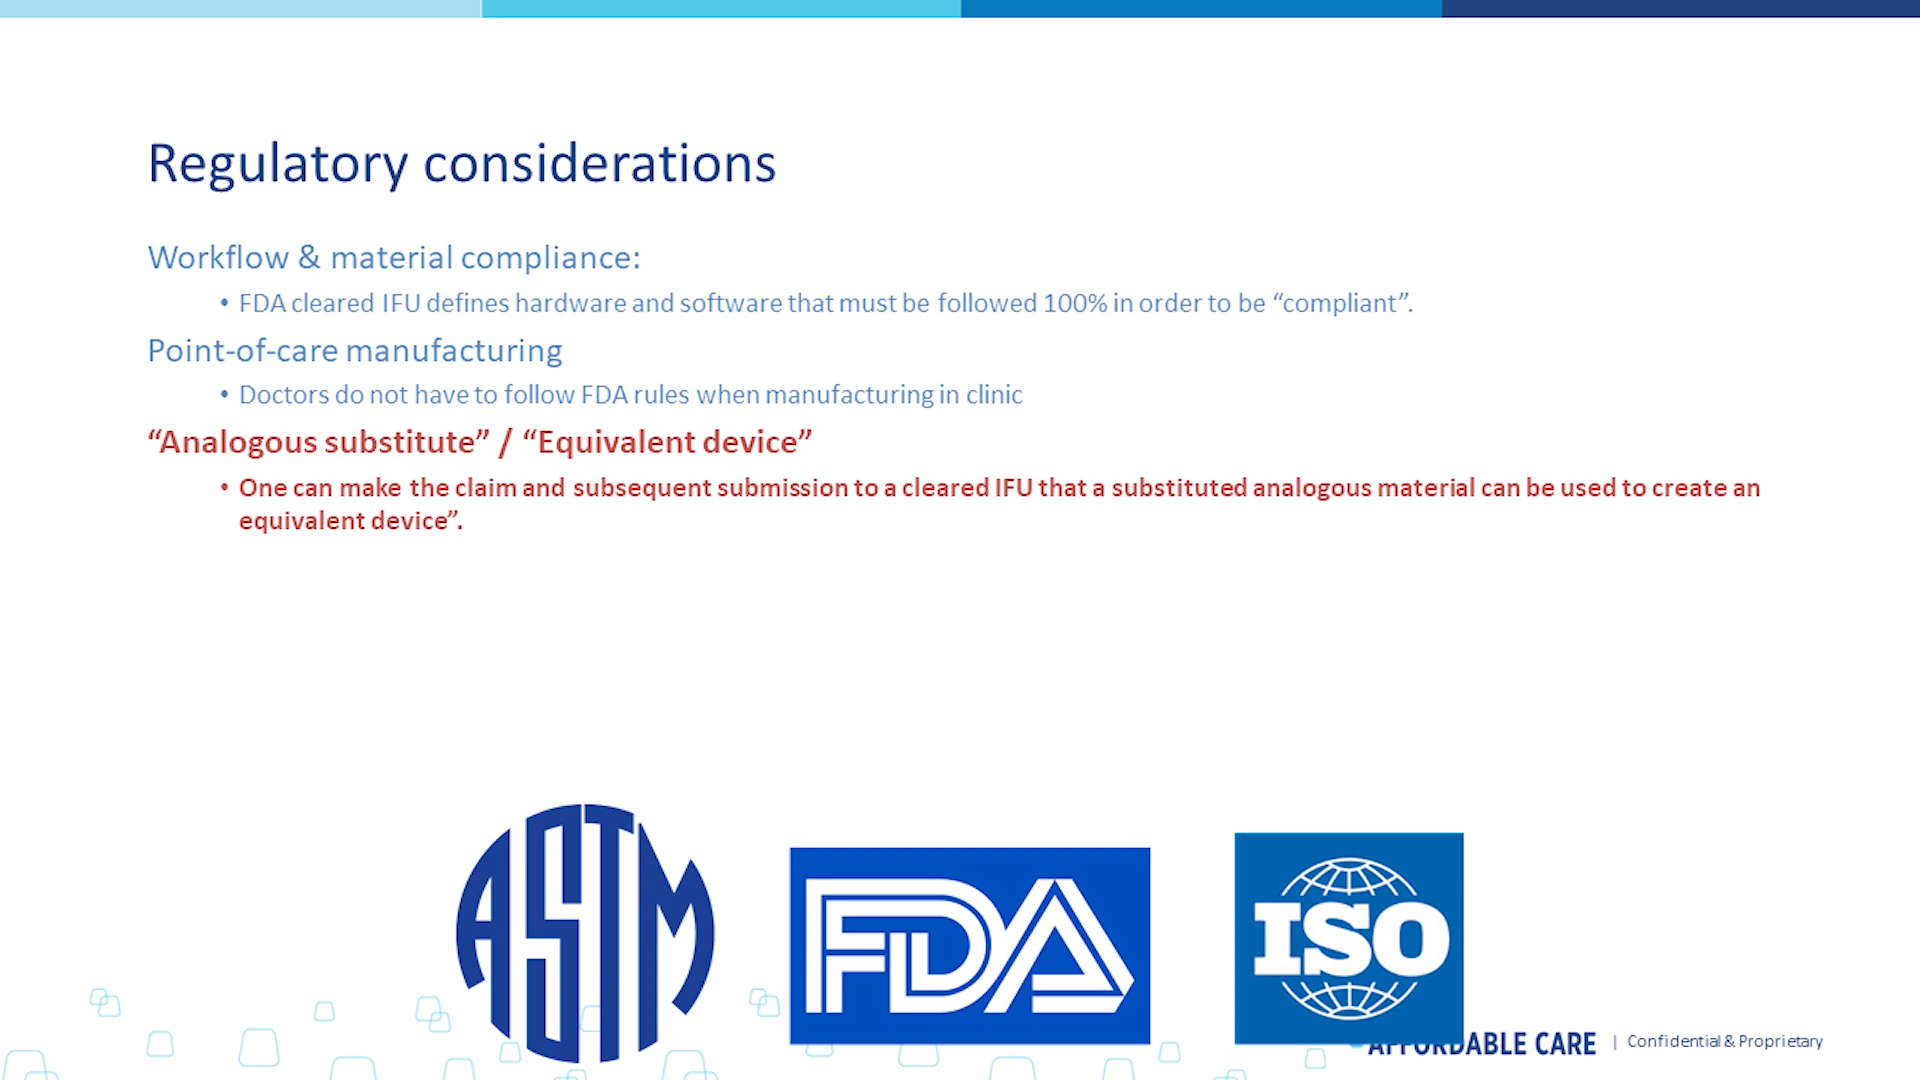 Regulatory considerations
Workflow & material compliance:
• FDA cleared IFU defines hardware and software that must be followed 100% in order to be “compliant”.
Point-of-care manufacturing
• Doctors do not have to follow FDA rules when manufacturing in clinic
“Analogous substitute” / “Equivalent device”
• One can make the claim and subsequent submission to a cleared IFU that a substituted analogous material can be used to create an
equivalent device”.
ASTM
FDA
ISO
AFFORDABLE CARE | Confidential & Proprietary